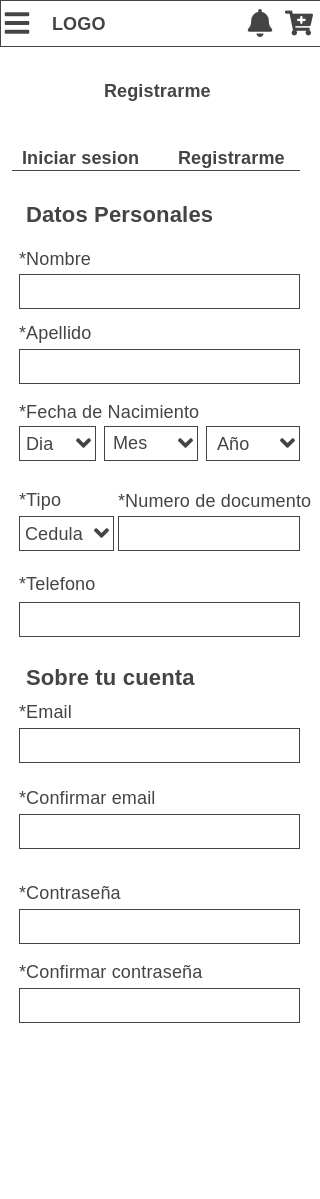 LOGO
Registrarme
Iniciar sesion Registrarme
Datos Personales
*Nombre
*Apellido
*Fecha de Nacimiento
Dia Mes Año
*Tipo *Numero de documento
Cedula
*Telefono
Sobre tu cuenta
*Email
*Confirmar email
*Contraseña
*Confirmar contraseña